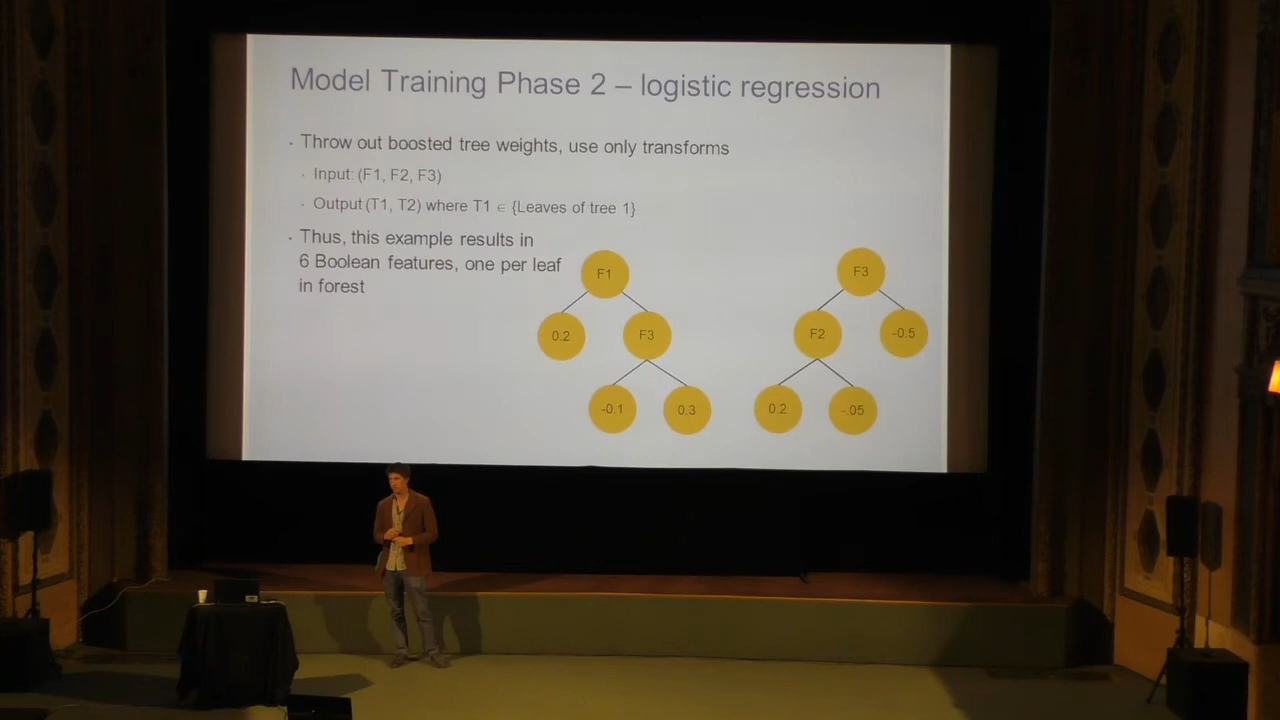 Model Training Phase 2 – logistic regression
· Throw out boosted tree weights, use only transforms
· Input: (F1, F2, F3)
· Output (T1, T2) where T1 ∈ {Leaves of tree 1}
· Thus, this example results in
6 Boolean features, one per leaf
in forest
F1
F3
0.2
F3
F2
-0.5
-0.1
0.3
0.2
-.05